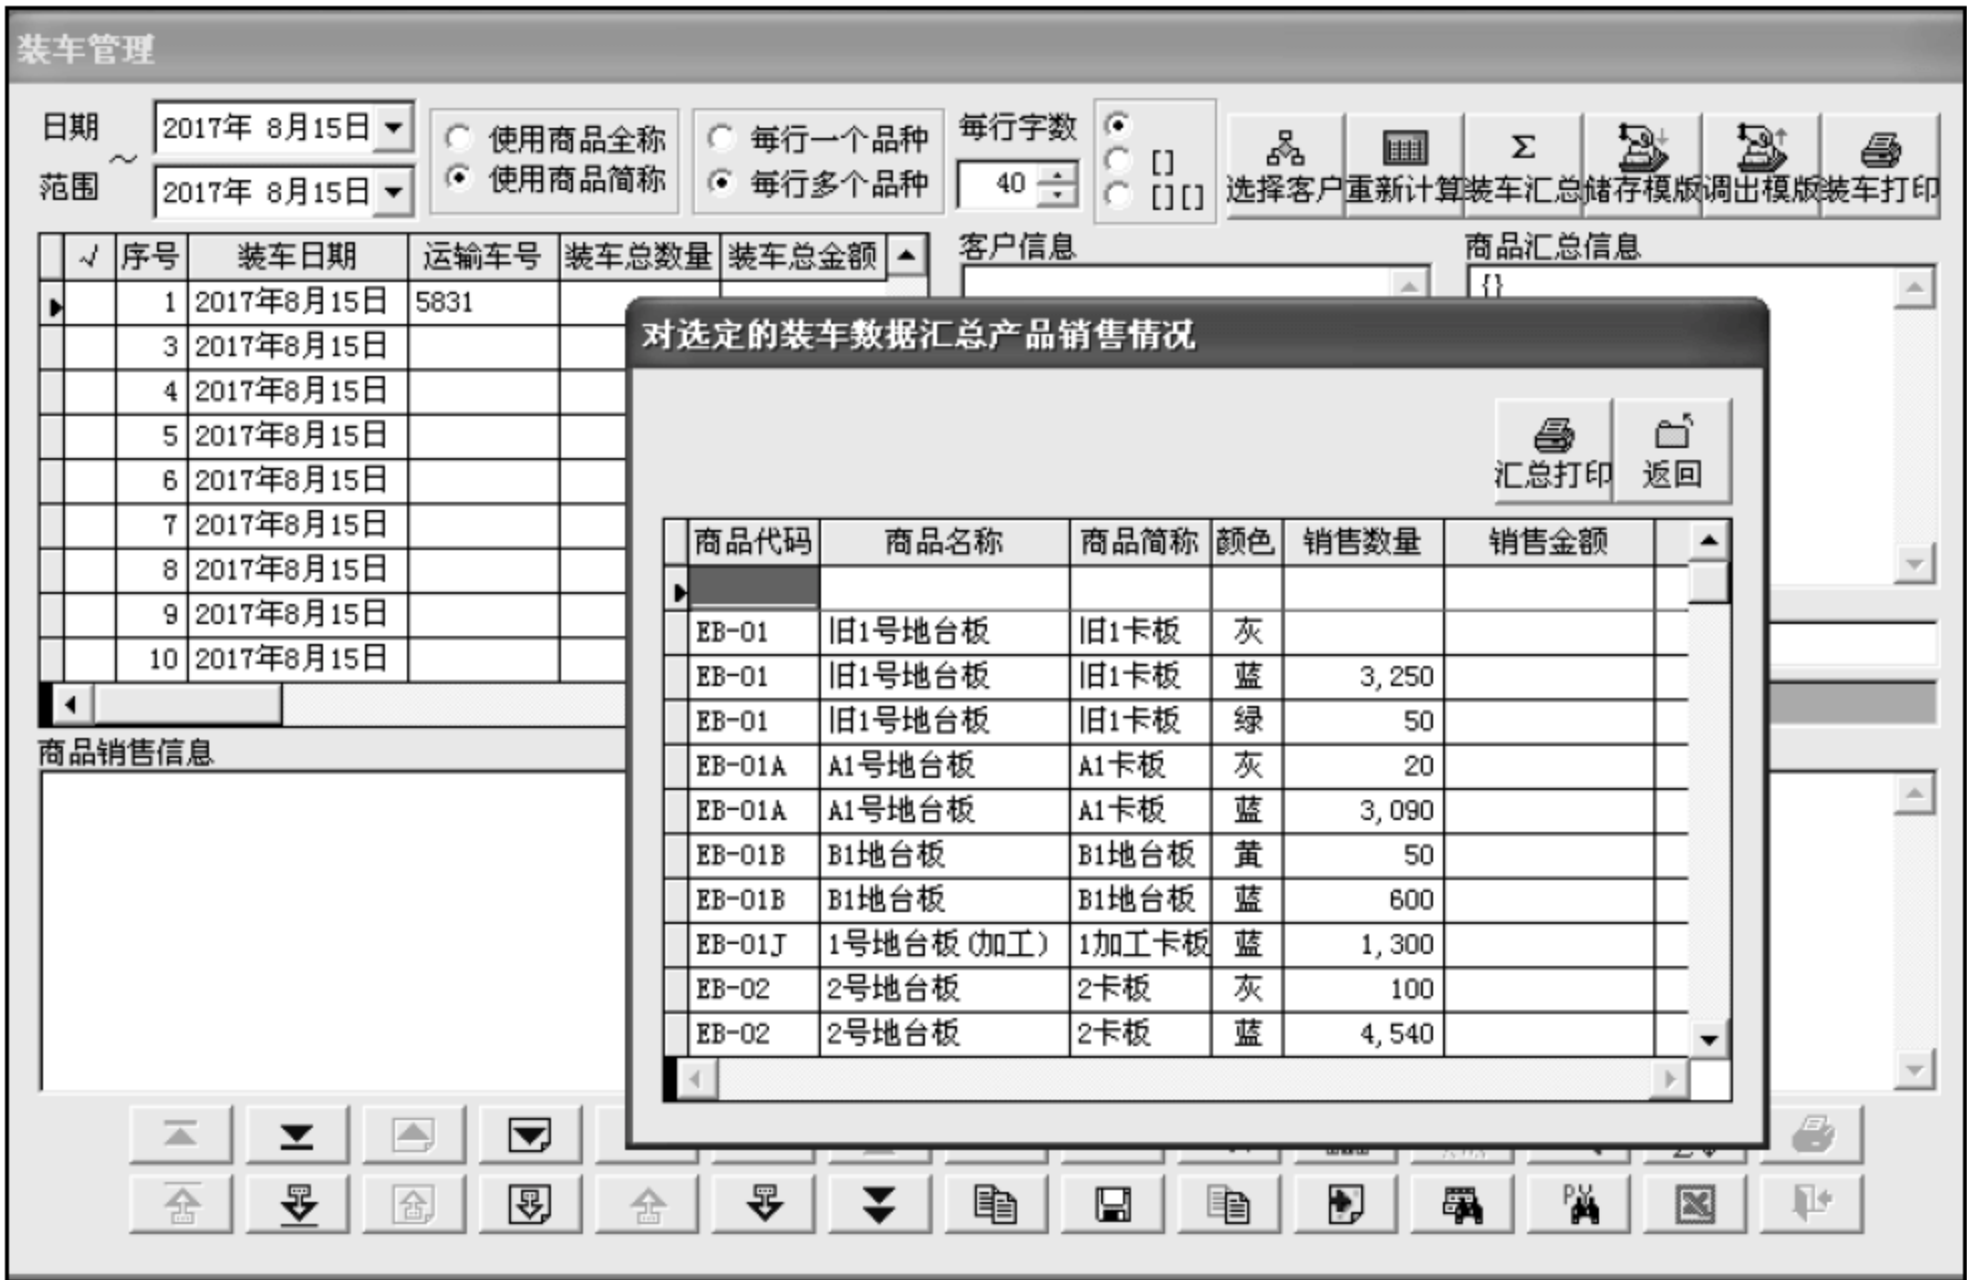 装车管理
日期
范围
～
2017年 8月15日
2017年 8月15日
使用商品全称
使用商品简称
每行一个品种
每行多个品种
每行字数
40
[]
[][]
选择客户
重新计算
Σ
装车汇总
储存模版
调出模版
装车打印
√ 序号 装车日期 运输车号 装车总数量 装车总金额
1 2017年8月15日 5831
3 2017年8月15日
4 2017年8月15日
5 2017年8月15日
6 2017年8月15日
7 2017年8月15日
8 2017年8月15日
9 2017年8月15日
10 2017年8月15日
客户信息
商品汇总信息
{}
商品销售信息
对选定的装车数据汇总产品销售情况
汇总打印
返回
商品代码 商品名称 商品简称 颜色 销售数量 销售金额
EB-01 旧1号地台板 旧1卡板 灰
EB-01 旧1号地台板 旧1卡板 蓝 3,250
EB-01 旧1号地台板 旧1卡板 绿 50
EB-01A A1号地台板 A1卡板 灰 20
EB-01A A1号地台板 A1卡板 蓝 3,090
EB-01B B1地台板 B1地台板 黄 50
EB-01B B1地台板 B1地台板 蓝 600
EB-01J 1号地台板(加工) 1加工卡板 蓝 1,300
EB-02 2号地台板 2卡板 灰 100
EB-02 2号地台板 2卡板 蓝 4,540